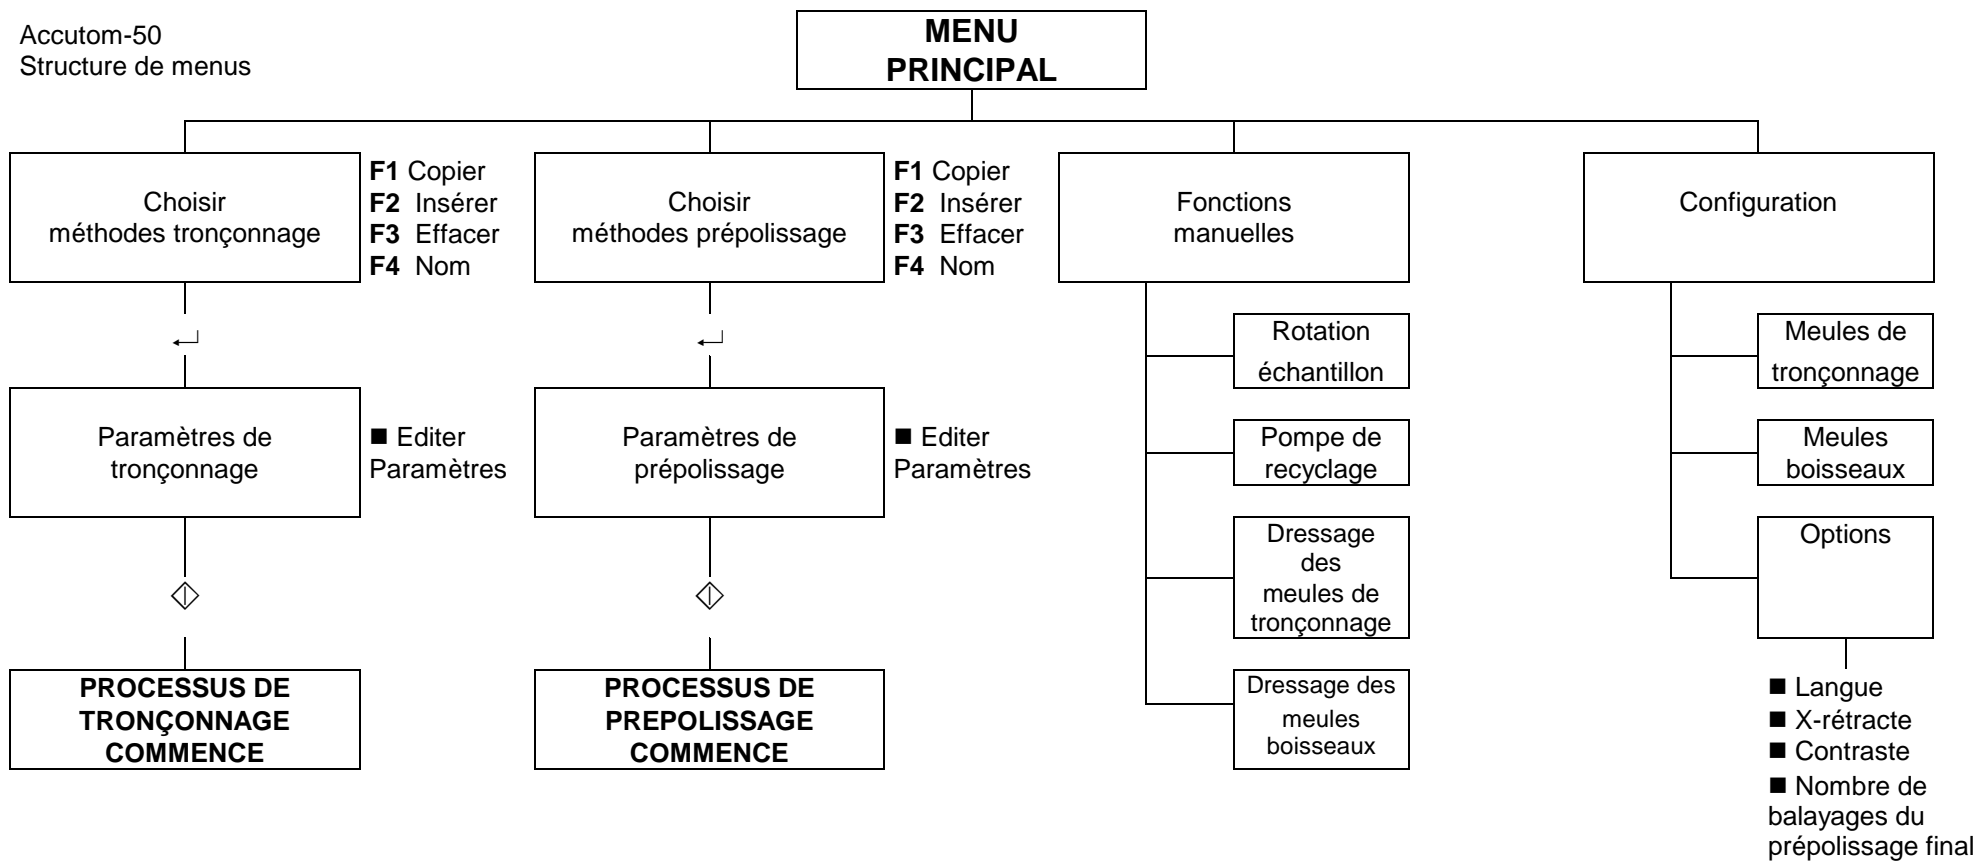 Accutom-50
Structure de menus
MENU
PRINCIPAL
Choisir
méthodes tronçonnage
F1 Copier
F2 Insérer
F3 Effacer
F4 Nom
Choisir
méthodes prépolissage
F1 Copier
F2 Insérer
F3 Effacer
F4 Nom
Fonctions
manuelles
Configuration
Rotation
échantillon
Meules de
tronçonnage
Paramètres de
tronçonnage
■ Editer
Paramètres
Paramètres de
prépolissage
■ Editer
Paramètres
Pompe de
recyclage
Meules
boisseaux
Dressage
des
meules de
tronçonnage
Options
PROCESSUS DE
TRONÇONNAGE
COMMENCE
PROCESSUS DE
PREPOLISSAGE
COMMENCE
Dressage des
meules
boisseaux
■ Langue
■ X-rétracte
■ Contraste
■ Nombre de
balayages du
prépolissage final